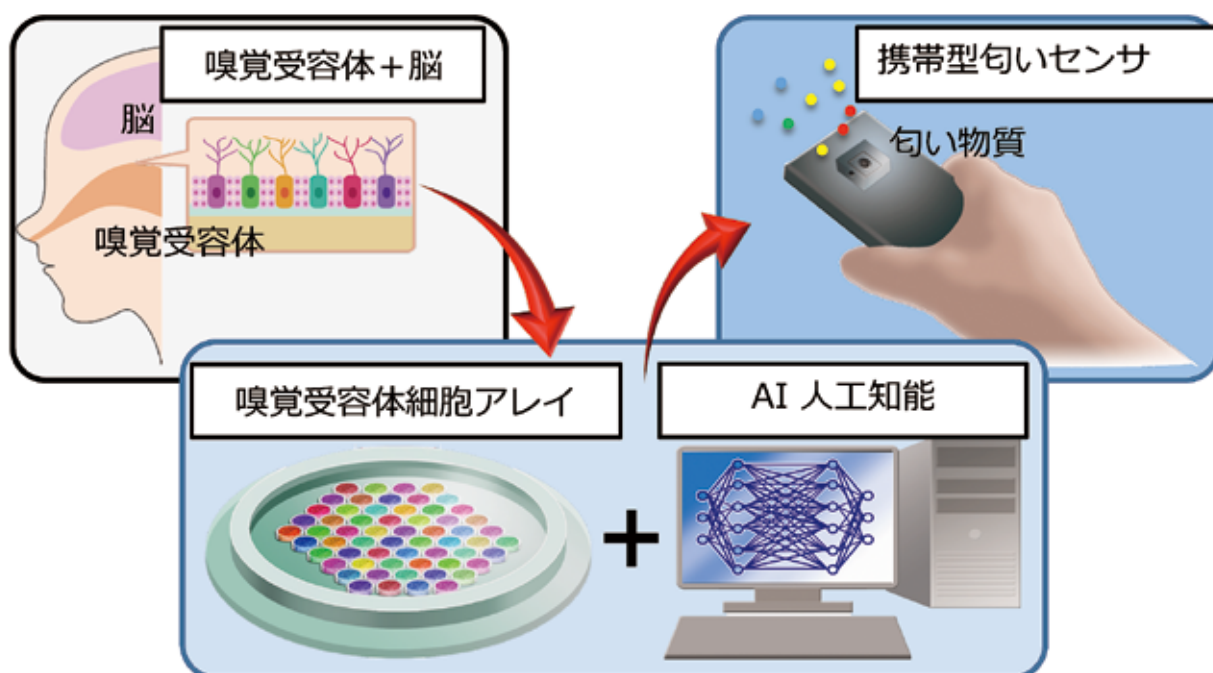 嗅覚受容体＋脳
脳
嗅覚受容体
携帯型匂いセンサ
匂い物質
嗅覚受容体細胞アレイ
AI 人工知能